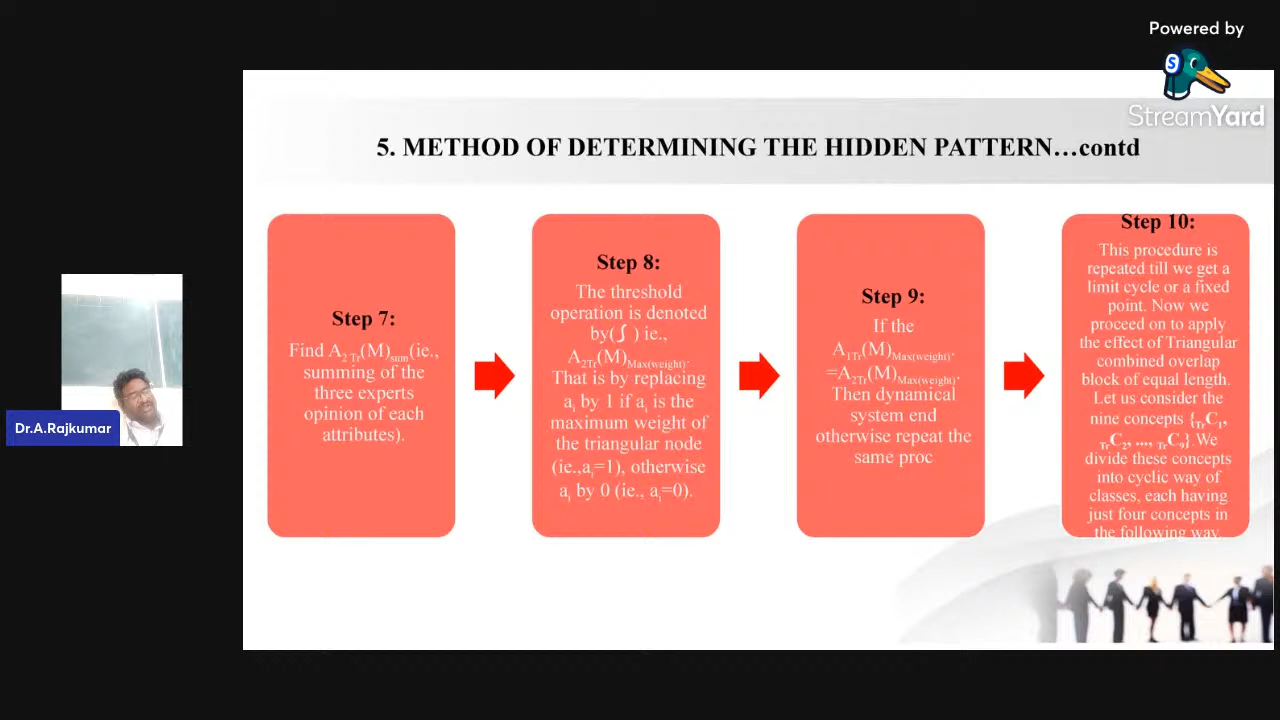 Powered by
StreamYard
5. METHOD OF DETERMINING THE HIDDEN PATTERN…contd
Step 7:
Find A2 Tr(M)sum(ie.,
summing of the
three experts
opinion of each
attributes).
Step 8:
The threshold
operation is denoted
by(ʃ ) ie.,
A2Tr(M)Max(weight).
That is by replacing
ai by 1 if ai is the
maximum weight of
the triangular node
(ie.,ai=1), otherwise
ai by 0 (ie., ai=0).
Step 9:
If the
A1Tr(M)Max(weight).
=A2Tr(M)Max(weight).
Then dynamical
system end
otherwise repeat the
same proc
Step 10:
This procedure is
repeated till we get a
limit cycle or a fixed
point. Now we
proceed on to apply
the effect of Triangular
combined overlap
block of equal length.
Let us consider the
nine concepts {TrC1,
TrC2, ..., TrC9}.We
divide these concepts
into cyclic way of
classes, each having
just four concepts in
the following way.
Dr.A.Rajkumar